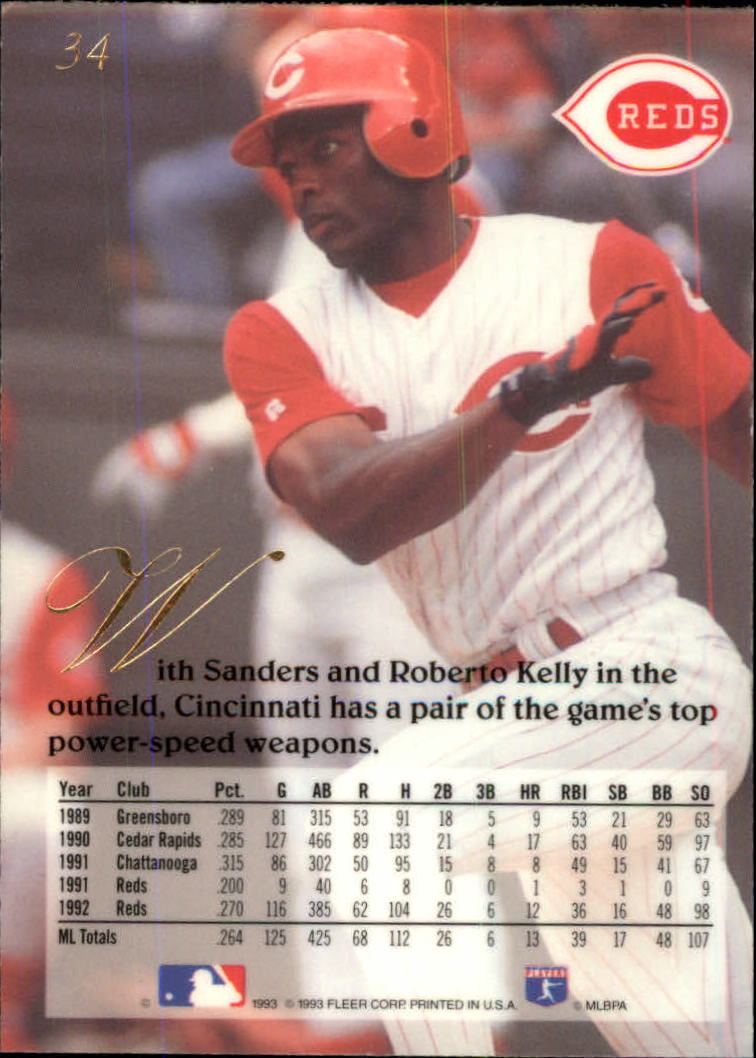 34
REDS
With Sanders and Roberto Kelly in the
outfield, Cincinnati has a pair of the game's top
power-speed weapons.
Year Club Pct. G AB R H 2B 3B HR RBI SB BB SO
1989 Greensboro .289 81 315 53 91 18 5 9 53 21 29 63
1990 Cedar Rapids .285 127 466 89 133 21 4 17 63 40 59 97
1991 Chattanooga .315 86 302 50 95 15 8 8 49 15 41 67
1991 Reds .200 9 40 6 8 0 0 1 3 1 0 9
1992 Reds .270 116 385 62 104 26 6 12 36 16 48 98
ML Totals .264 125 425 68 112 26 6 13 39 17 48 107
PLAYERS
© 1993 © 1993 FLEER CORP. PRINTED IN U.S.A. © MLBPA